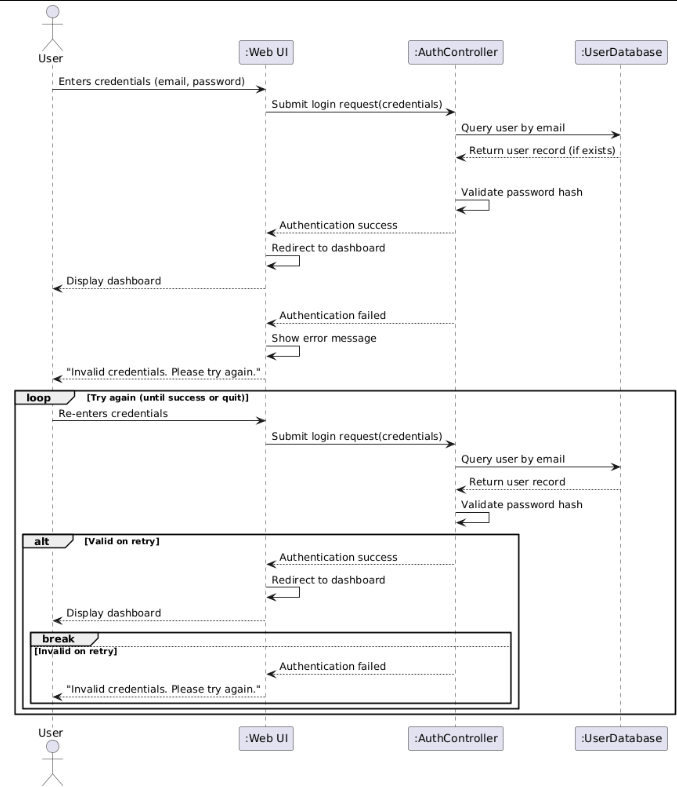 User
:Web UI
:AuthController
:UserDatabase
Enters credentials (email, password)
Submit login request(credentials)
Query user by email
Return user record (if exists)
Validate password hash
Authentication success
Redirect to dashboard
Display dashboard
Authentication failed
Show error message
"Invalid credentials. Please try again."
loop
[Try again (until success or quit)]
Re-enters credentials
Submit login request(credentials)
Query user by email
Return user record
Validate password hash
alt
[Valid on retry]
Authentication success
Redirect to dashboard
Display dashboard
break
[Invalid on retry]
Authentication failed
"Invalid credentials. Please try again."
User
:Web UI
:AuthController
:UserDatabase